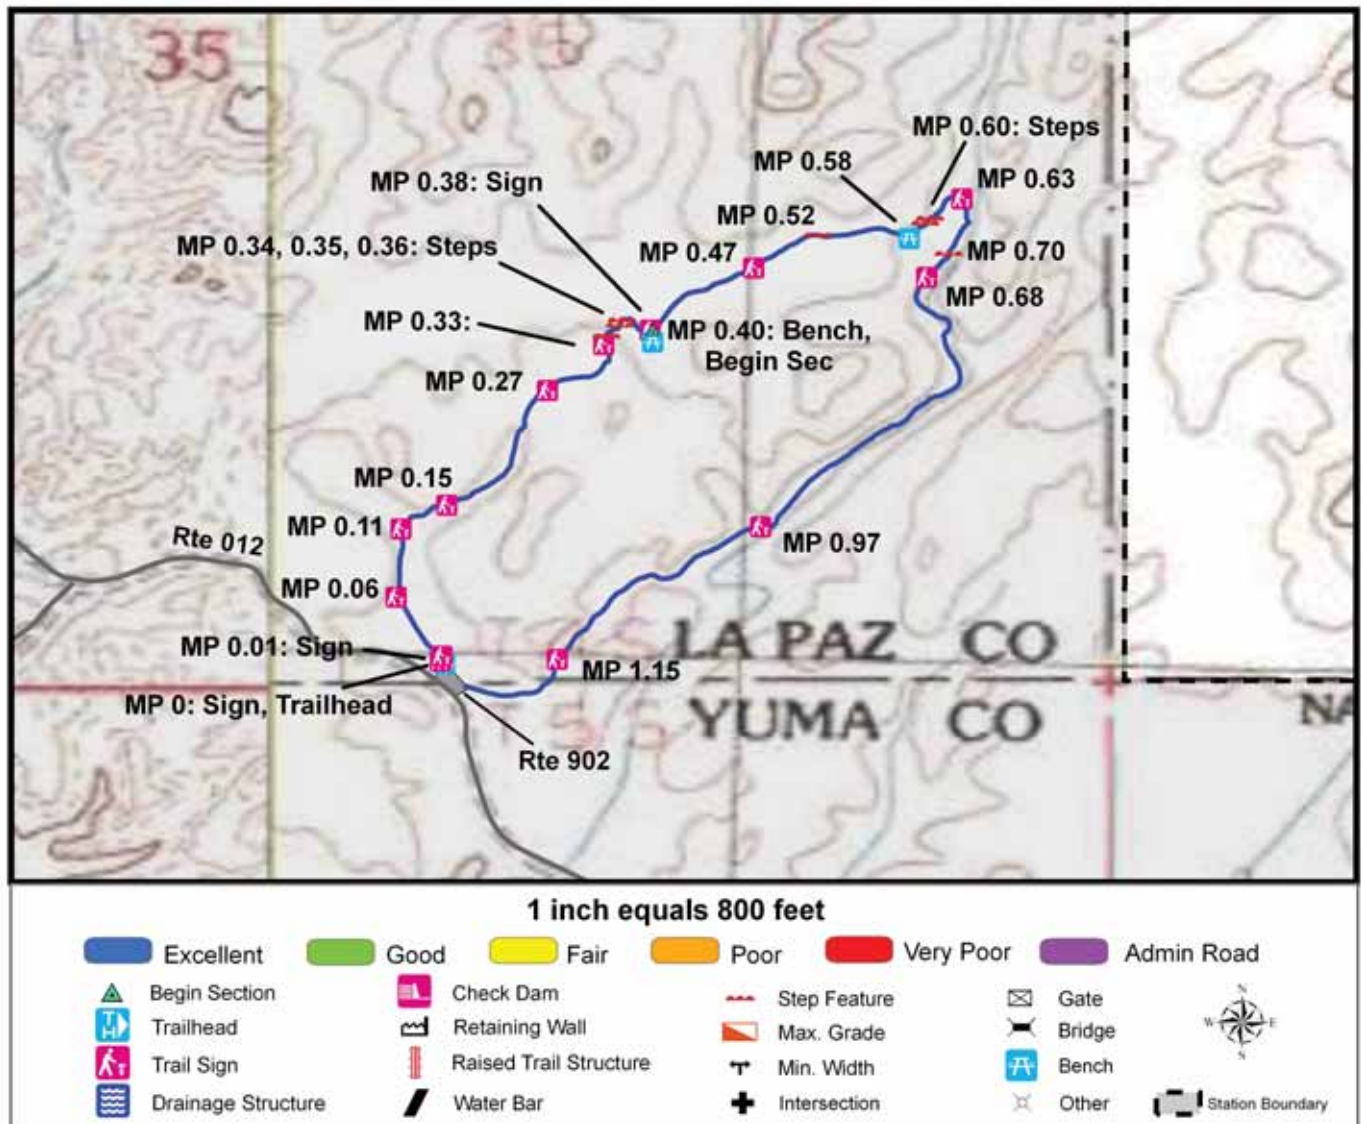 35
MP 0.60: Steps
MP 0.58
MP 0.63
MP 0.38: Sign
MP 0.52
MP 0.34, 0.35, 0.36: Steps
MP 0.47
MP 0.70
MP 0.68
MP 0.33:
MP 0.40: Bench,
Begin Sec
MP 0.27
MP 0.15
MP 0.11
Rte 012
MP 0.97
MP 0.06
MP 0.01: Sign
LA PAZ CO
MP 1.15
MP 0: Sign, Trailhead
YUMA CO
NA
Rte 902
1 inch equals 800 feet
Excellent
Good
Fair
Poor
Very Poor
Admin Road
Begin Section
Check Dam
Step Feature
Gate
Trailhead
Retaining Wall
Max. Grade
Bridge
Trail Sign
Raised Trail Structure
Min. Width
Bench
Drainage Structure
Water Bar
Intersection
Other
Station Boundary
N
W E
S